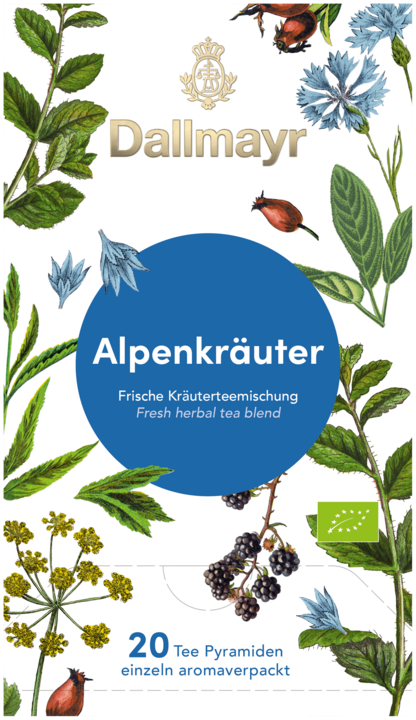 Dallmayr
Alpenkräuter
Frische Kräuterteemischung
Fresh herbal tea blend
20 Tee Pyramiden
einzeln aromaverpackt